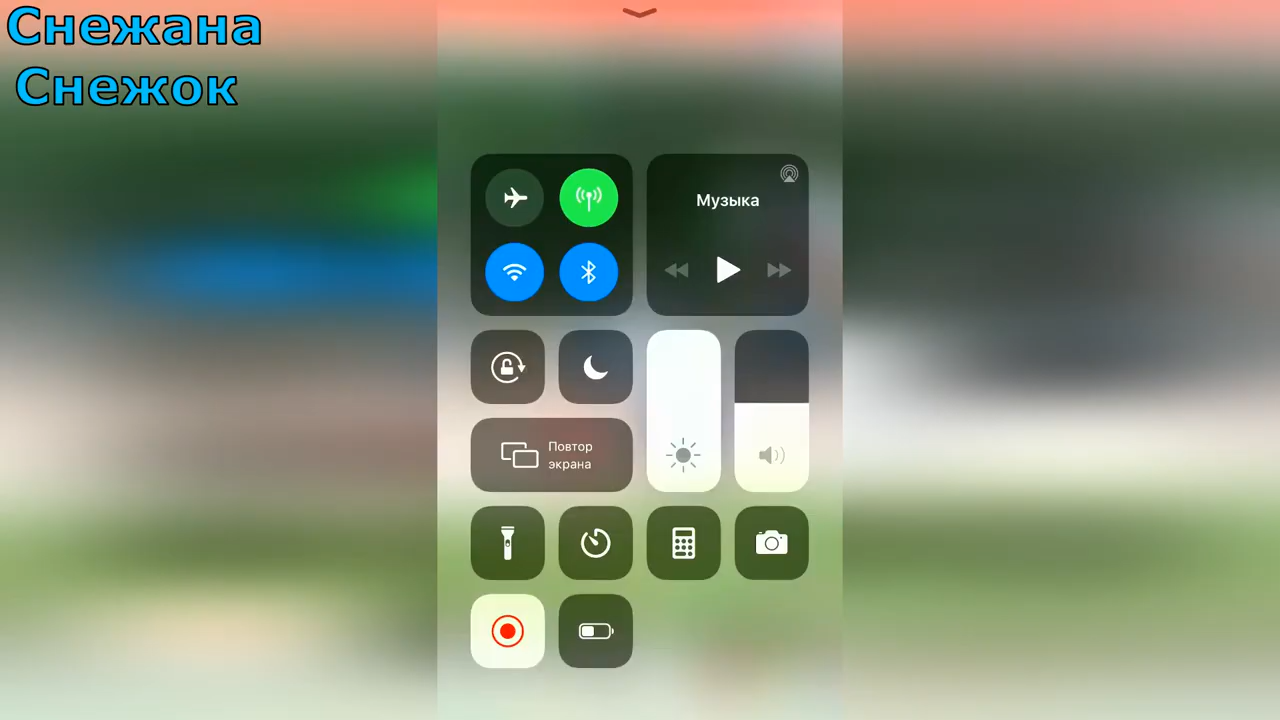 Снежана
Снежок
Музыка
Повтор
экрана